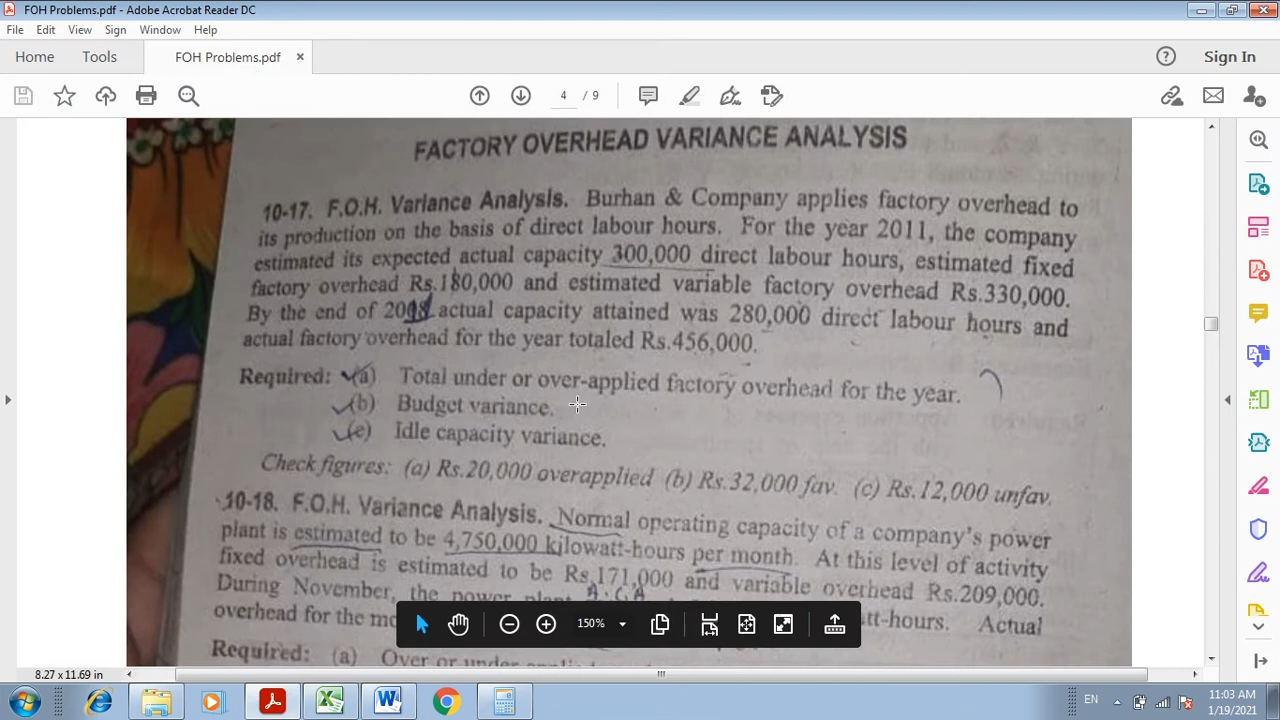 FOH Problems.pdf - Adobe Acrobat Reader DC
File Edit View Sign Window Help
Home Tools FOH Problems.pdf × Sign In
4 / 9
FACTORY OVERHEAD VARIANCE ANALYSIS
10-17. F.O.H. Variance Analysis. Burhan & Company applies factory overhead to
its production on the basis of direct labour hours. For the year 2011, the company
estimated its expected actual capacity 300,000 direct labour hours, estimated fixed
factory overhead Rs.180,000 and estimated variable factory overhead Rs.330,000.
By the end of actual capacity attained was 280,000 direct labour hours and
actual factory overhead for the year totaled Rs.456,000.
Required: (a) Total under or over-applied factory overhead for the year.
(b) Budget variance.
(c) Idle capacity variance.
Check figures: (a) Rs.20,000 overapplied (b) Rs.32,000 fav. (c) Rs.12,000 unfav.
10-18. F.O.H. Variance Analysis. Normal operating capacity of a company's power
plant is estimated to be 4,750,000 kilowatt-hours per month. At this level of activity
fixed overhead is estimated to be Rs.171,000 and variable overhead Rs.209,000.
During November, the power plant
A.C.A
overhead for the mo att-hours. Actual
Required: (a) Over or under applied
150%
8.27 x 11.69 in
EN 11:03 AM
1/19/2021